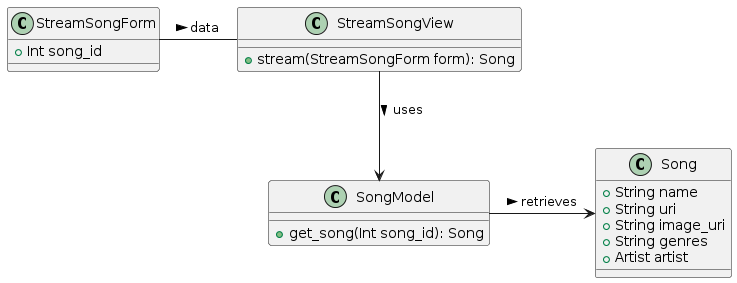 C StreamSongForm
Int song_id
data
C StreamSongView
stream(StreamSongForm form): Song
uses
C SongModel
get_song(Int song_id): Song
retrieves
C Song
String name
String uri
String image_uri
String genres
Artist artist